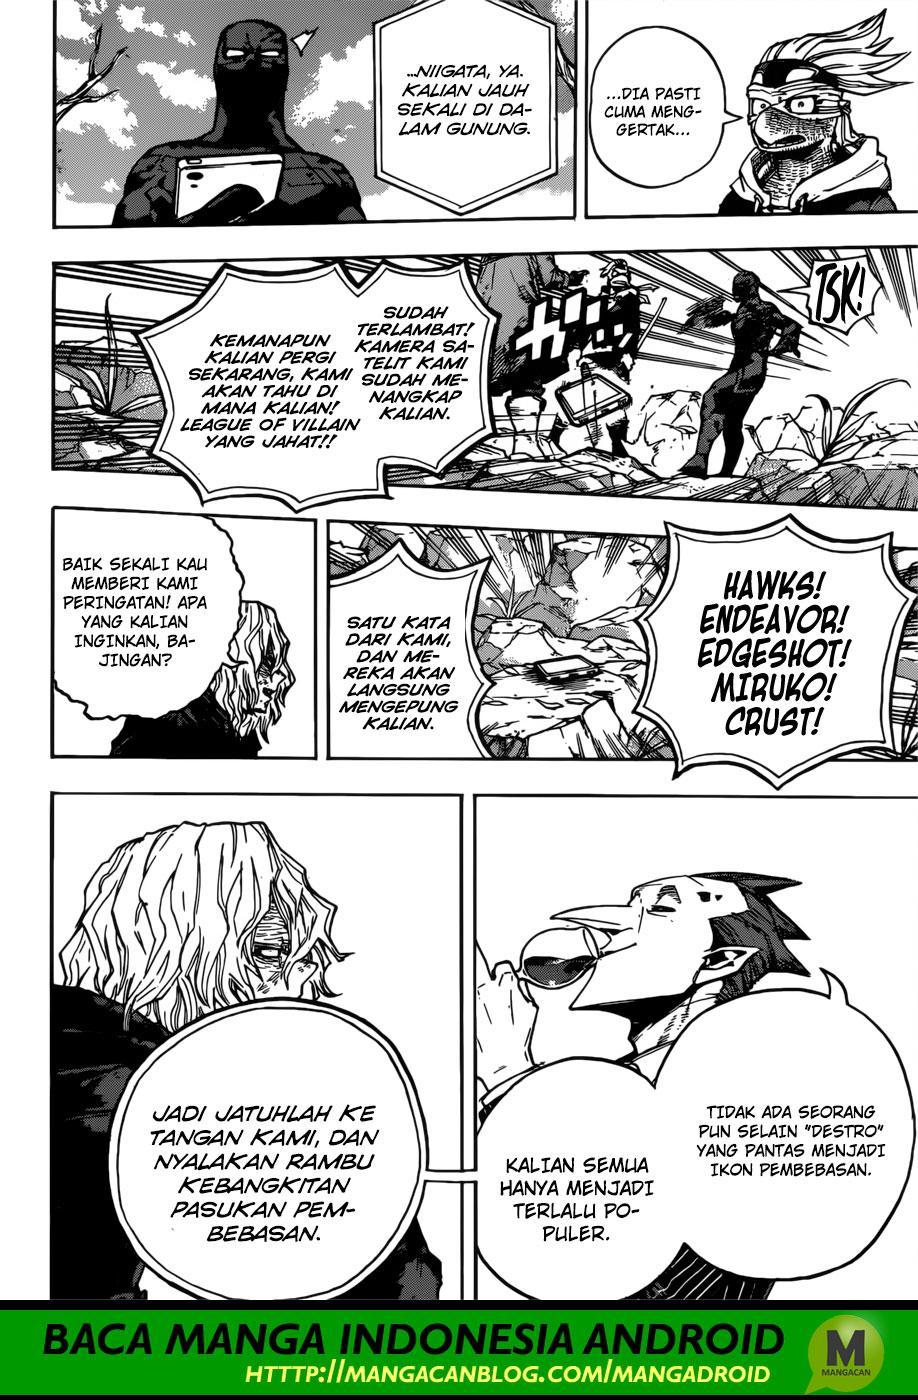 ...DIA PASTI
CUMA MENG-
GERTAK...
...NIIGATA, YA.
KALIAN JAUH
SEKALI DI DA-
LAM GUNUNG.
TSK!
ガッ
SUDAH
TERLAMBAT!
KAMERA SA-
TELIT KAMI
SUDAH ME-
NANGKAP
KALIAN.
KEMANAPUN
KALIAN PERGI
SEKARANG, KAMI
AKAN TAHU DI
MANA KALIAN!
LEAGUE OF VILLAIN
YANG JAHAT!!
HAWKS!
ENDEAVOR!
EDGESHOT!
MIRUKO!
CRUST!
SATU KATA
DARI KAMI,
DAN ME-
REKA AKAN
LANGSUNG
MENGEPUNG
KALIAN.
BAIK SEKALI KAU
MEMBERI KAMI
PERINGATAN! APA
YANG KALIAN
INGINKAN, BA-
JINGAN?
TIDAK ADA SEORANG
PUN SELAIN "DESTRO"
YANG PANTAS MENJADI
IKON PEMBEBASAN.
KALIAN SEMUA
HANYA MENJADI
TERLALU PO-
PULER.
JADI JATUHLAH KE
TANGAN KAMI, DAN
NYALAKAN RAMBU
KEBANGKITAN
PASUKAN PEM-
BEBASAN.
BACA MANGA INDONESIA ANDROID
HTTTP://MANGACANBLOG.COM/MANGADROID
M
MANGACAN